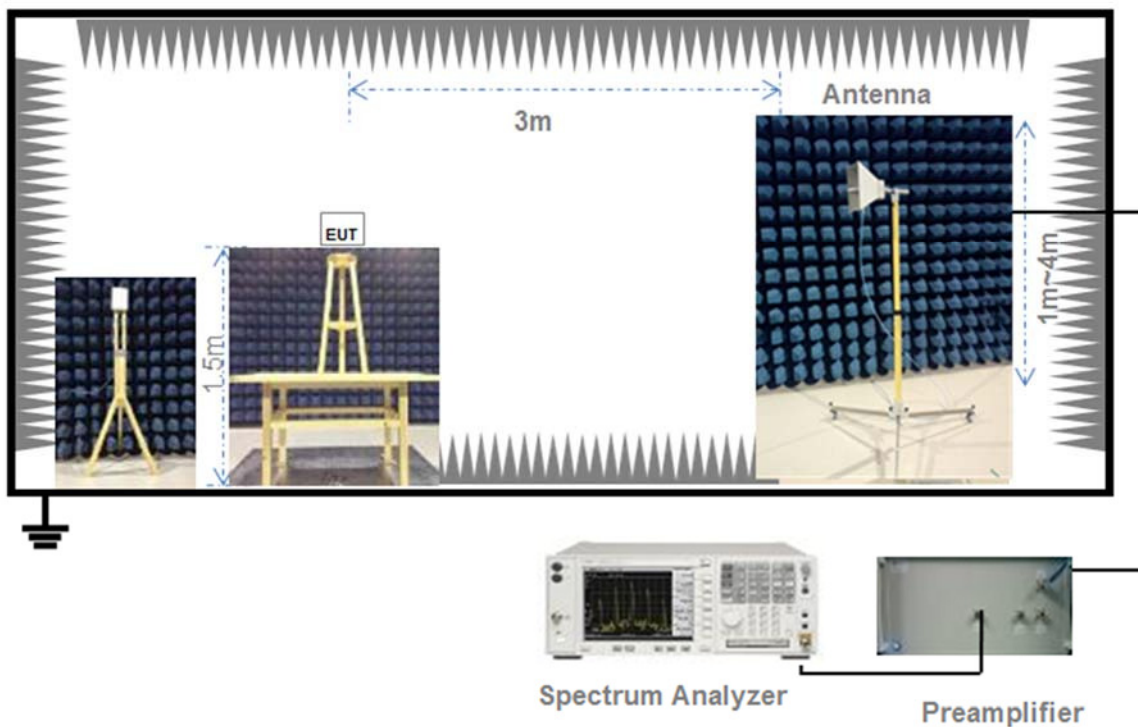 Antenna
3m
EUT
1.5m
1m~4m
Spectrum Analyzer
Preamplifier